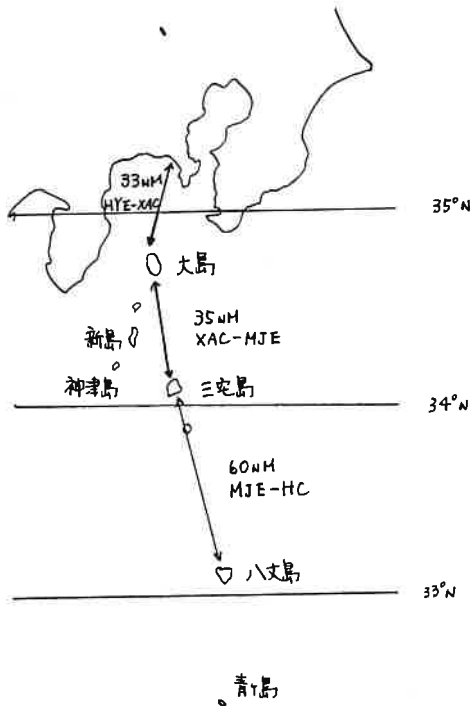 33NM
HYE-XAC
35°N
大島
35NM
XAC-MJE
新島
神津島
三宅島
34°N
60NM
MJE-HC
八丈島
33°N
青ヶ島